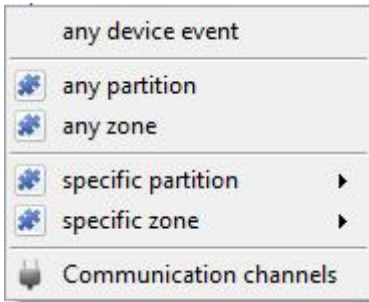 any device event
any partition
any zone
specific partition
specific zone
Communication channels